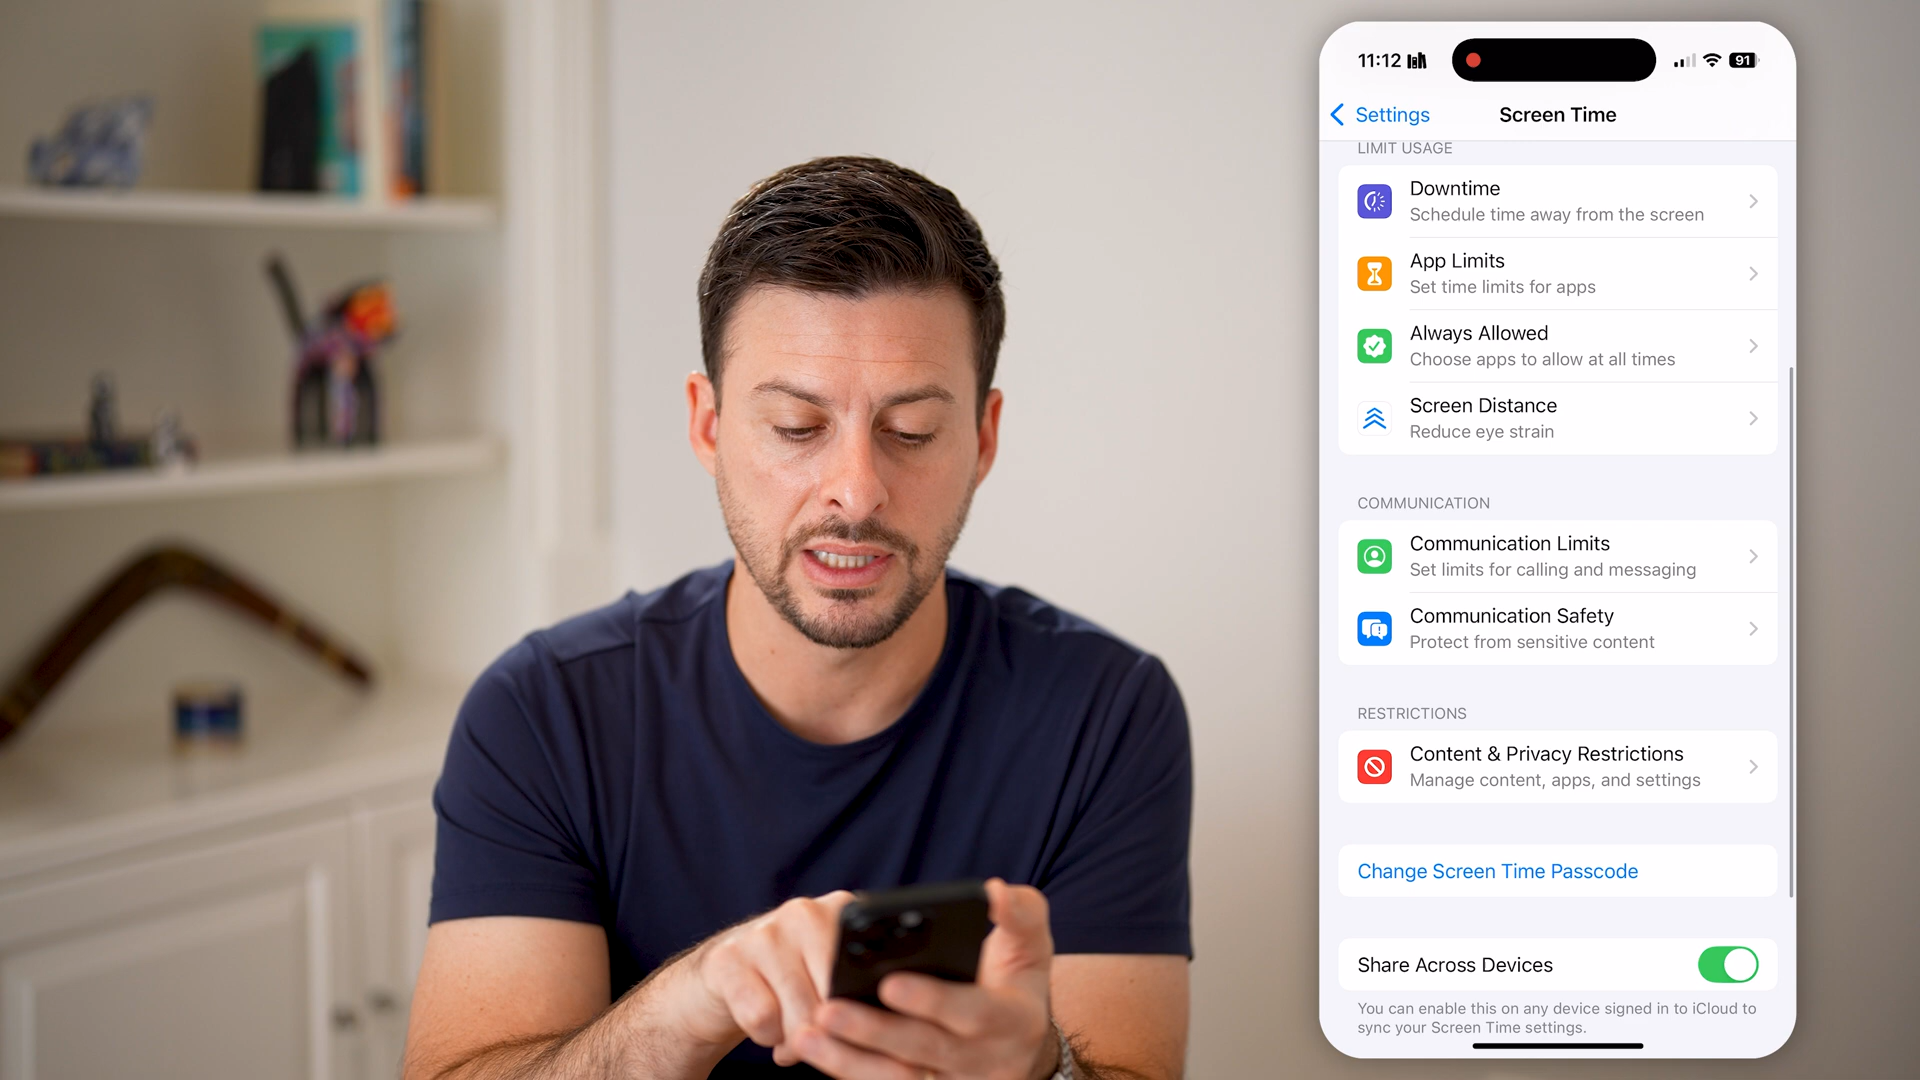 11:12
91
Settings
Screen Time
LIMIT USAGE
Downtime
Schedule time away from the screen
App Limits
Set time limits for apps
Always Allowed
Choose apps to allow at all times
Screen Distance
Reduce eye strain
COMMUNICATION
Communication Limits
Set limits for calling and messaging
Communication Safety
Protect from sensitive content
RESTRICTIONS
Content & Privacy Restrictions
Manage content, apps, and settings
Change Screen Time Passcode
Share Across Devices
You can enable this on any device signed in to iCloud to
sync your Screen Time settings.